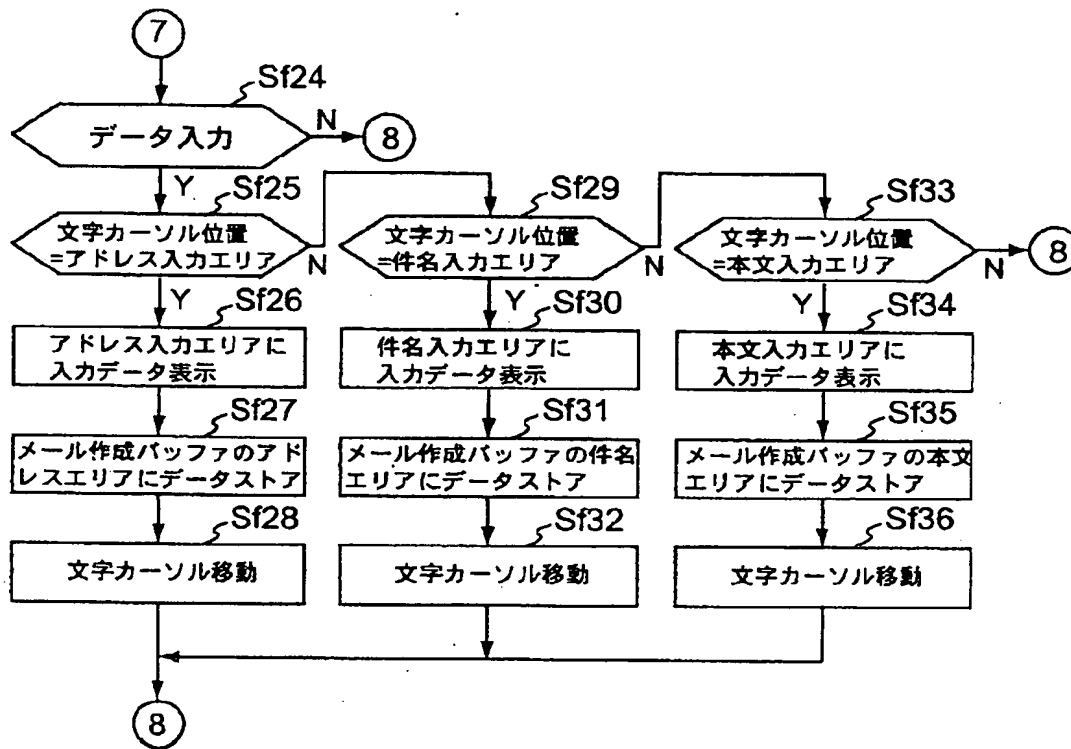 7
Sf24
データ入力
N
8
Y
Sf25
文字カーソル位置
=アドレス入力エリア
N
Sf29
文字カーソル位置
=件名入力エリア
N
Sf33
文字カーソル位置
=本文入力エリア
N
8
Y
Sf26
アドレス入力エリアに
入力データ表示
Sf27
メール作成バッファのアド
レスエリアにデータストア
Sf28
文字カーソル移動
Y
Sf30
件名入力エリアに
入力データ表示
Sf31
メール作成バッファの件名
エリアにデータストア
Sf32
文字カーソル移動
Y
Sf34
本文入力エリアに
入力データ表示
Sf35
メール作成バッファの本文
エリアにデータストア
Sf36
文字カーソル移動
8